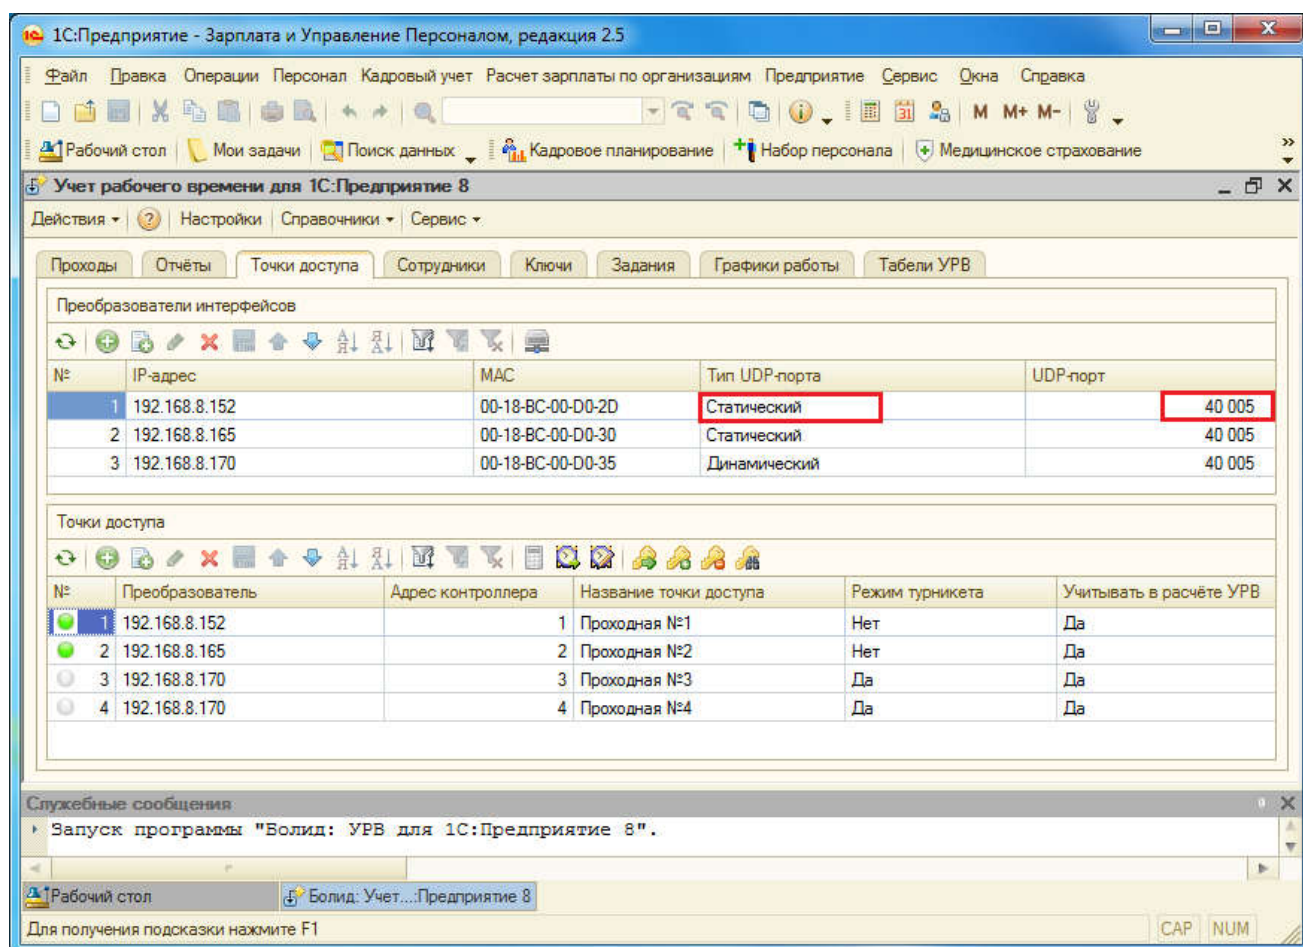 1С:Предприятие - Зарплата и Управление Персоналом, редакция 2.5
Файл Правка Операции Персонал Кадровый учет Расчет зарплаты по организациям Предприятие Сервис Окна Справка
M M+ M-
Рабочий стол Мои задачи Поиск данных Кадровое планирование Набор персонала Медицинское страхование
Учет рабочего времени для 1С:Предприятие 8
Действия Настройки Справочники Сервис
Проходы Отчёты Точки доступа Сотрудники Ключи Задания Графики работы Табели УРВ
Преобразователи интерфейсов
№ IP-адрес MAC Тип UDP-порта UDP-порт
1 192.168.8.152 00-18-BC-00-D0-2D Статический 40 005
2 192.168.8.165 00-18-BC-00-D0-30 Статический 40 005
3 192.168.8.170 00-18-BC-00-D0-35 Динамический 40 005
Точки доступа
№ Преобразователь Адрес контроллера Название точки доступа Режим турникета Учитывать в расчёте УРВ
1 192.168.8.152 1 Проходная №1 Нет Да
2 192.168.8.165 2 Проходная №2 Нет Да
3 192.168.8.170 3 Проходная №3 Да Да
4 192.168.8.170 4 Проходная №4 Да Да
Служебные сообщения
Запуск программы "Болид: УРВ для 1С:Предприятие 8".
Рабочий стол Болид: Учет...:Предприятие 8
Для получения подсказки нажмите F1 CAP NUM